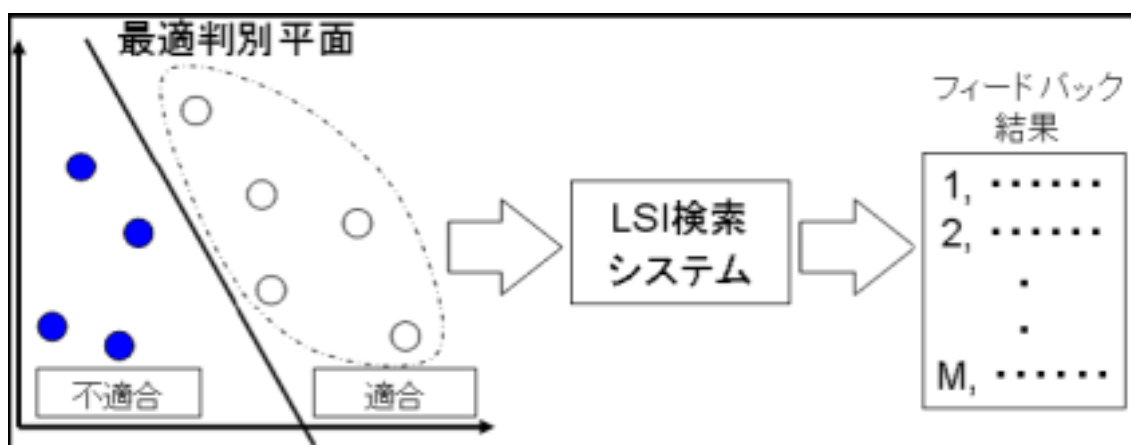 最適判別平面
不適合
適合
LSI検索
システム
フィードバック
結果
1, ・・・・・・
2, ・・・・・・
・
・
M, ・・・・・・